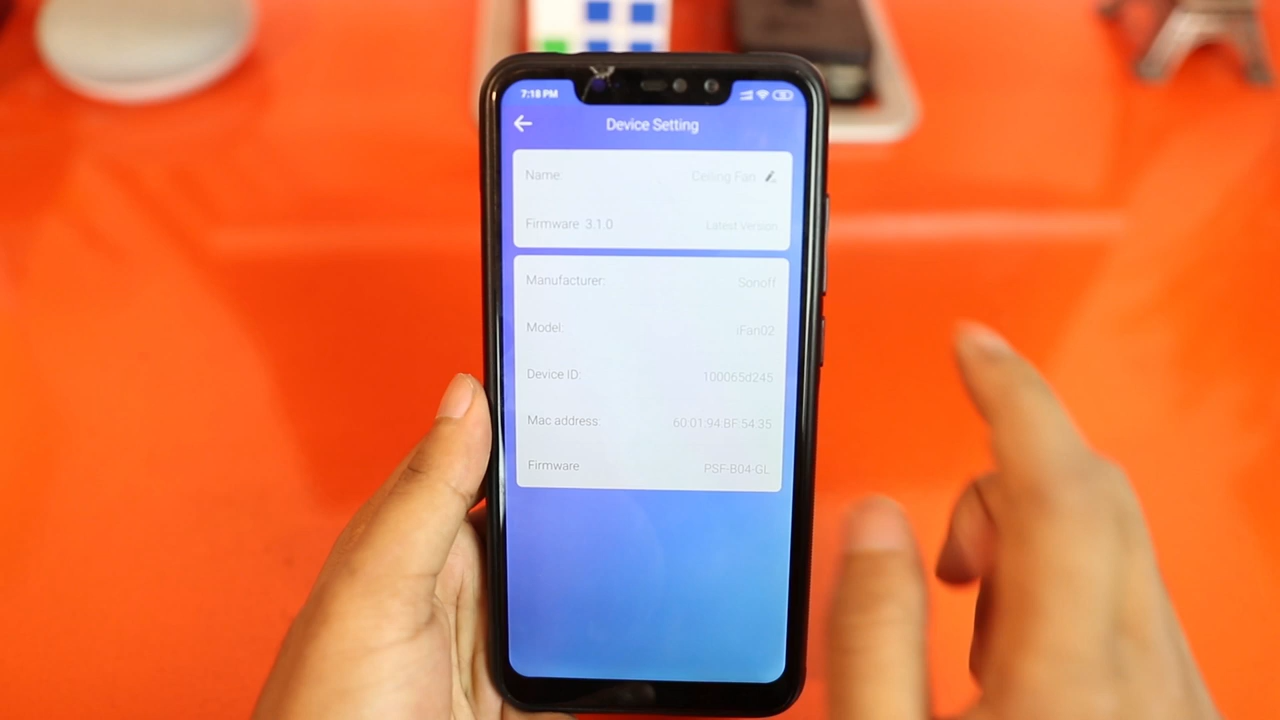 7:18 PM
Device Setting
Name: Ceiling Fan
Firmware 3.1.0 Latest Version
Manufacturer: Sonoff
Model: iFan02
Device ID: 100065d245
Mac address: 60:01:94:BF:54:35
Firmware PSF-B04-GL